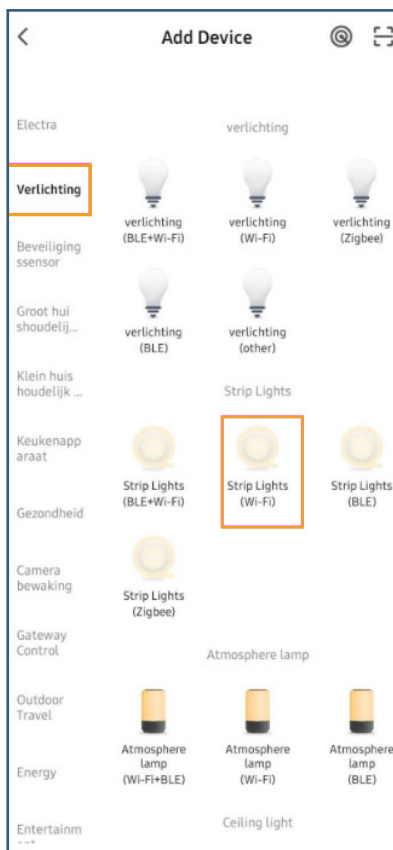 Add Device
Electra
Verlichting
Beveiliging
ssensor
Groot hui
shoudelij...
Klein huis
houdelijk ...
Keukenapp
araat
Gezondheid
Camera
bewaking
Gateway
Control
Outdoor
Travel
Energy
Entertainm
ent
verlichting
verlichting
(BLE+Wi-Fi)
verlichting
(Wi-Fi)
verlichting
(Zigbee)
verlichting
(BLE)
verlichting
(other)
Strip Lights
Strip Lights
(BLE+Wi-Fi)
Strip Lights
(Wi-Fi)
Strip Lights
(BLE)
Strip Lights
(Zigbee)
Atmosphere lamp
Atmosphere
lamp
(Wi-Fi+BLE)
Atmosphere
lamp
(Wi-Fi)
Atmosphere
lamp
(BLE)
Ceiling light